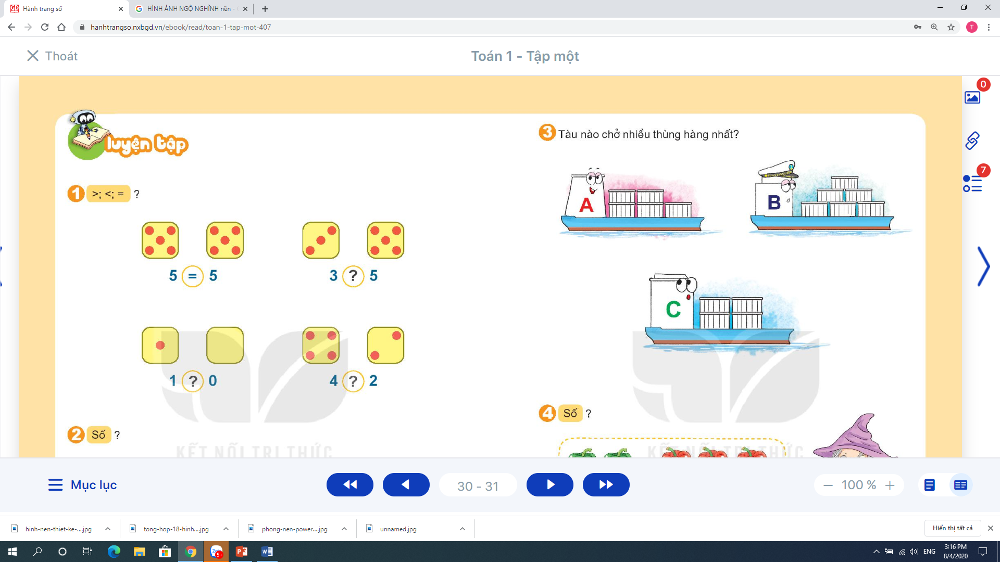 Hành trang số
HÌNH ẢNH NGỘ NGHĨNH nền -
hanhtrangso.nxbgd.vn/ebook/read/toan-1-tap-mot-407
T
Thoát
Toán 1 - Tập một
0
7
luyện tập
1 >; <; = ?
5 = 5
3 ? 5
1 ? 0
4 ? 2
2 Số ?
3 Tàu nào chở nhiều thùng hàng nhất?
A
B
C
4 Số ?
KẾT NỐI TRI THỨC
KẾT NỐI TRI THỨC
Mục lục
30 - 31
100 %
hinh-nen-thiet-ke-....jpg
tong-hop-18-hinh....jpg
phong-nen-power....jpg
unnamed.jpg
Hiển thị tất cả
5+
ENG
3:16 PM
8/4/2020